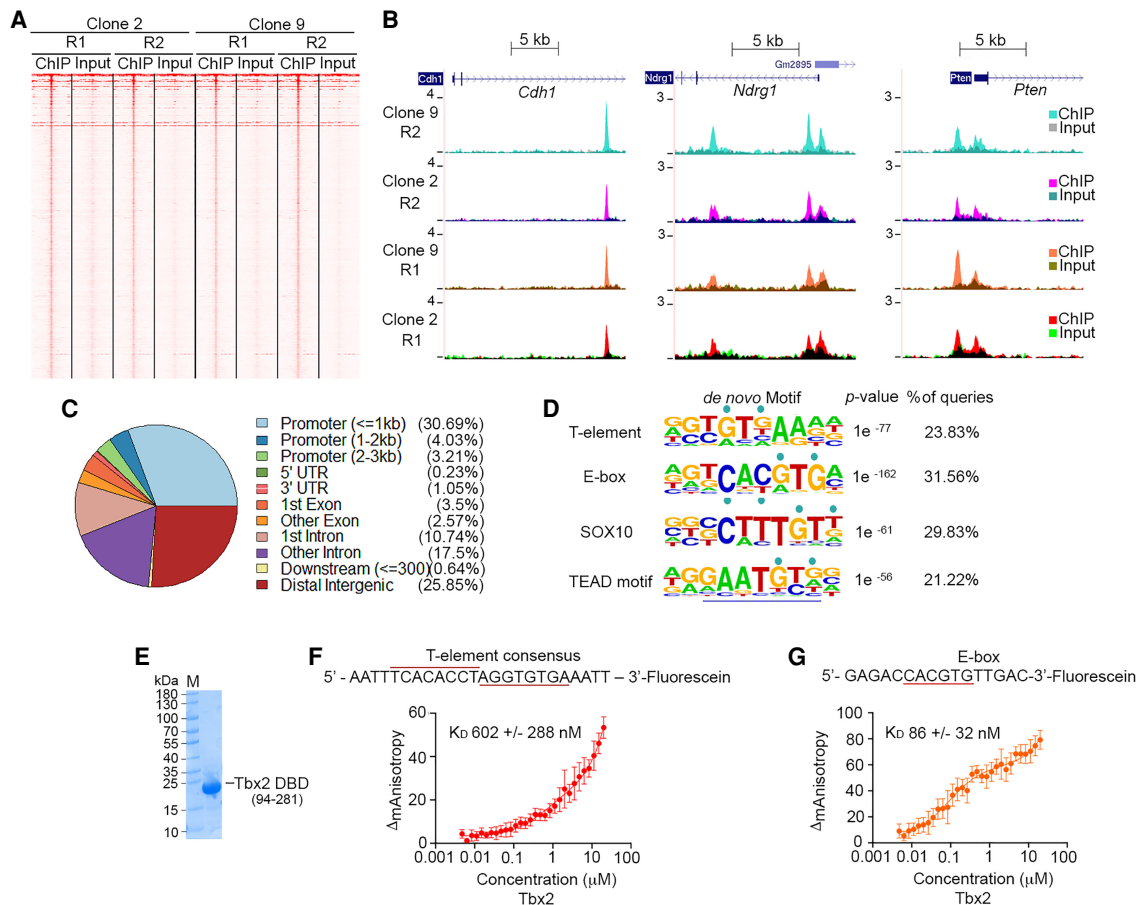 A
Clone 2 Clone 9
R1 R2 R1 R2
ChIP Input ChIP Input ChIP Input ChIP Input
B
5 kb 5 kb 5 kb
Gm2895
Cdh1 Ndrg1 Pten
Cdh1 Ndrg1 Pten
4 3 3
Clone 9
R2
ChIP
Input
4 3 3
Clone 2
R2
ChIP
Input
4 3 3
Clone 9
R1
ChIP
Input
4 3 3
Clone 2
R1
ChIP
Input
C
Promoter (<=1kb) (30.69%)
Promoter (1-2kb) (4.03%)
Promoter (2-3kb) (3.21%)
5' UTR (0.23%)
3' UTR (1.05%)
1st Exon (3.5%)
Other Exon (2.57%)
1st Intron (10.74%)
Other Intron (17.5%)
Downstream (<=300)(0.64%)
Distal Intergenic (25.85%)
D
de novo Motif p-value %of queries
T-element 1e -77 23.83%
E-box 1e -162 31.56%
SOX10 1e -61 29.83%
TEAD motif 1e -56 21.22%
E
kDa M
180
130
100
70
55
40
35
25
15
10
Tbx2 DBD
(94-281)
F
T-element consensus
5' - AATTTCACACCTAGGTGTGAAATT – 3'-Fluorescein
KD 602 +/- 288 nM
ΔmAnisotropy
60
40
20
0
0.001 0.01 0.1 1 10 100
Concentration (μM)
Tbx2
G
E-box
5'- GAGACCACGTGTTGAC-3'-Fluorescein
KD 86 +/- 32 nM
ΔmAnisotropy
100
80
60
40
20
0
0.001 0.01 0.1 1 10 100
Concentration (μM)
Tbx2